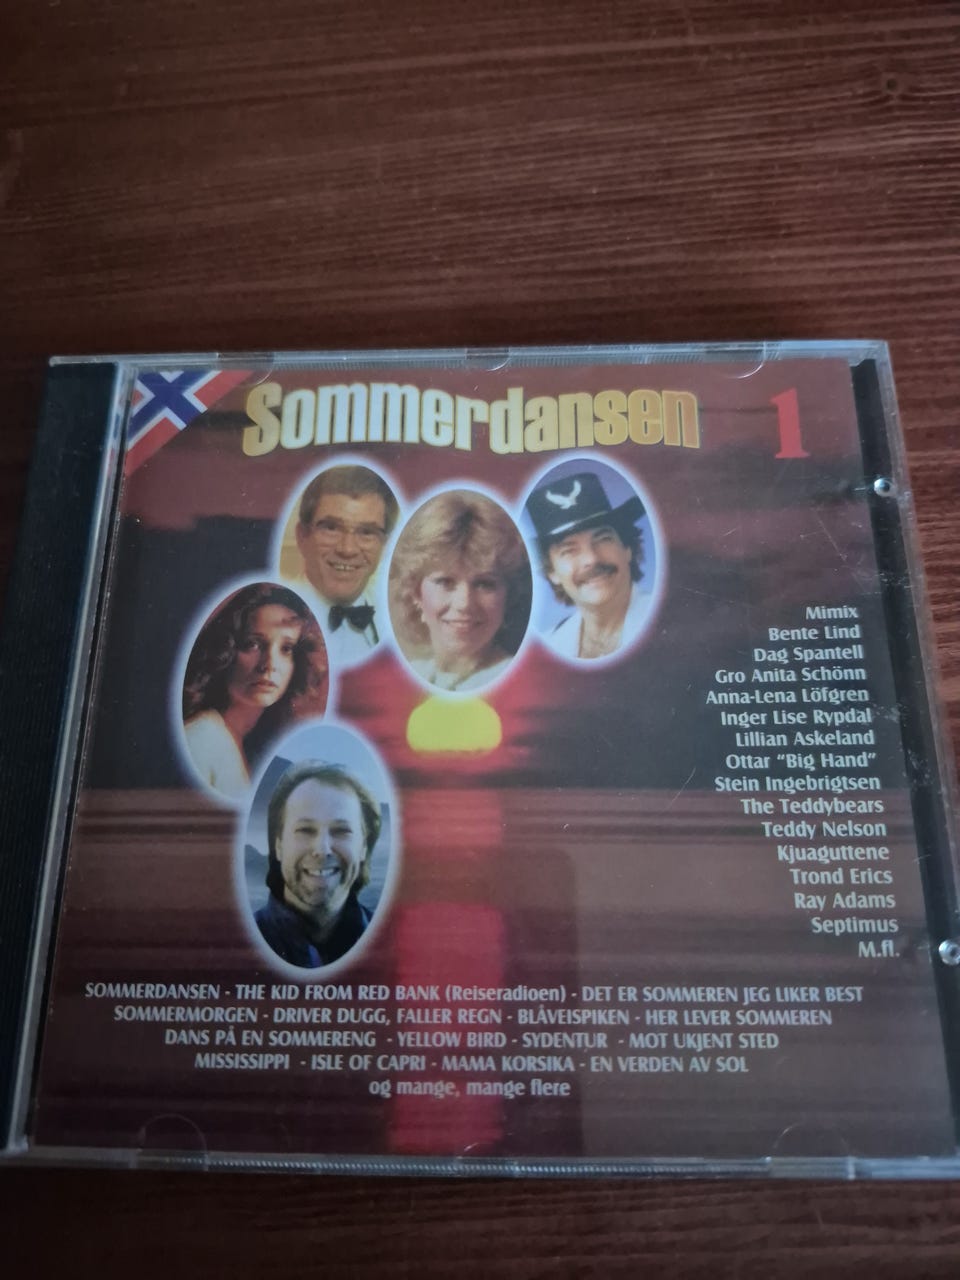 Sommerdansen
1
Mimix
Bente Lind
Dag Spantell
Gro Anita Schönn
Anna-Lena Löfgren
Inger Lise Rypdal
Lillian Askeland
Ottar "Big Hand"
Stein Ingebrigtsen
The Teddybears
Teddy Nelson
Kjuaguttene
Trond Erics
Ray Adams
Septimus
M.fl.
SOMMERDANSEN - THE KID FROM RED BANK (Reiseradioen) - DET ER SOMMEREN JEG LIKER BEST
SOMMERMORGEN - DRIVER DUGG, FALLER REGN - BLÅVEISPIKEN - HER LEVER SOMMEREN
DANS PÅ EN SOMMERENG - YELLOW BIRD - SYDENTUR - MOT UKJENT STED
MISSISSIPPI - ISLE OF CAPRI - MAMA KORSIKA - EN VERDEN AV SOL
og mange, mange flere